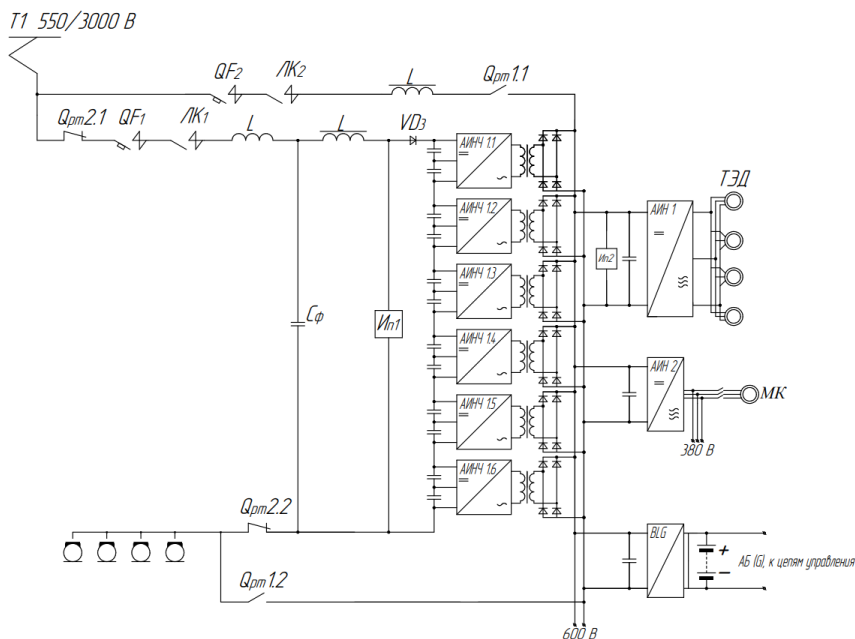 Т1 550/3000 В
QF2
ЛК2
L
Qрт1.1
Qрт2.1
QF1
ЛК1
L
L
VD3
АИНЧ 1.1
АИНЧ 1.2
АИНЧ 1.3
АИНЧ 1.4
АИНЧ 1.5
АИНЧ 1.6
Cф
Ип1
Ип2
АИН 1
ТЭД
АИН 2
МК
380 В
Qрт2.2
Qрт1.2
BLG
+
−
АБ (G), к цепям управления
600 В